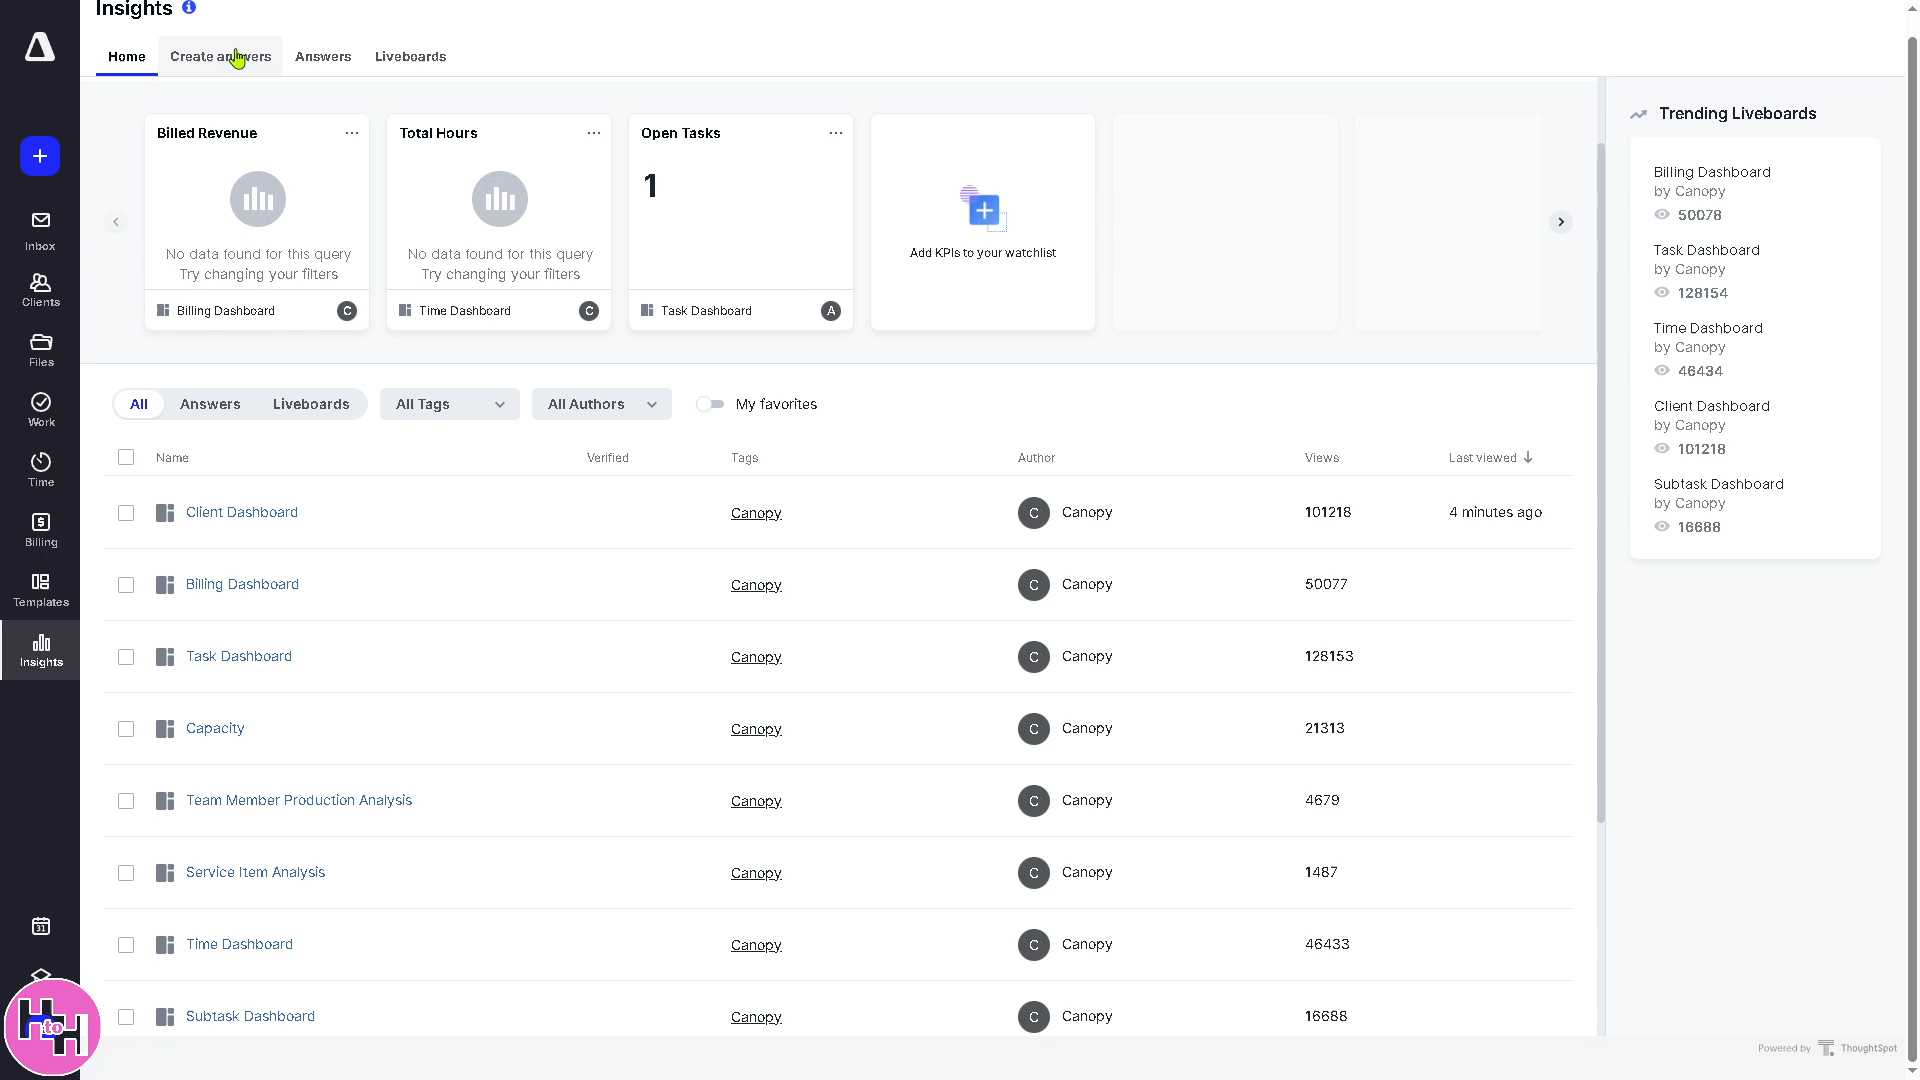 Insights
Home Create answers Answers Liveboards
Billed Revenue
No data found for this query
Try changing your filters
Billing Dashboard C
Total Hours
No data found for this query
Try changing your filters
Time Dashboard C
Open Tasks
1
Task Dashboard A
Add KPIs to your watchlist
Trending Liveboards
Billing Dashboard
by Canopy
50078
Task Dashboard
by Canopy
128154
Time Dashboard
by Canopy
46434
Client Dashboard
by Canopy
101218
Subtask Dashboard
by Canopy
16688
Inbox
Clients
Files
Work
Time
Billing
Templates
Insights
31
All Answers Liveboards All Tags All Authors My favorites
Name Verified Tags Author Views Last viewed
Client Dashboard Canopy C Canopy 101218 4 minutes ago
Billing Dashboard Canopy C Canopy 50077
Task Dashboard Canopy C Canopy 128153
Capacity Canopy C Canopy 21313
Team Member Production Analysis Canopy C Canopy 4679
Service Item Analysis Canopy C Canopy 1487
Time Dashboard Canopy C Canopy 46433
Subtask Dashboard Canopy C Canopy 16688
H to H
Powered by ThoughtSpot